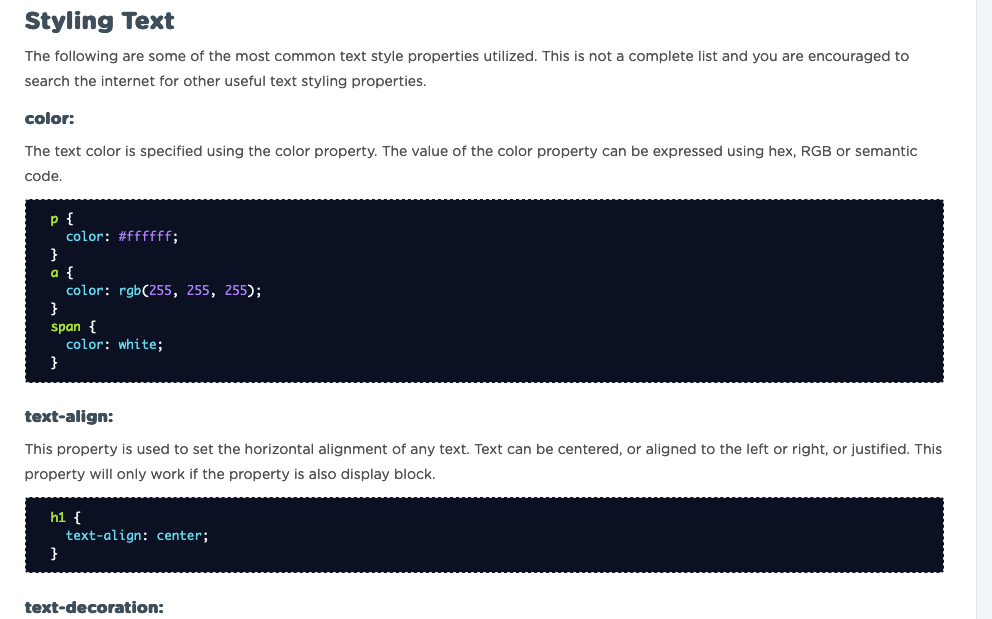 Styling Text
The following are some of the most common text style properties utilized. This is not a complete list and you are encouraged to
search the internet for other useful text styling properties.
color:
The text color is specified using the color property. The value of the color property can be expressed using hex, RGB or semantic
code.
p {
  color: #ffffff;
}
a {
  color: rgb(255, 255, 255);
}
span {
  color: white;
}
text-align:
This property is used to set the horizontal alignment of any text. Text can be centered, or aligned to the left or right, or justified. This
property will only work if the property is also display block.
h1 {
  text-align: center;
}
text-decoration: